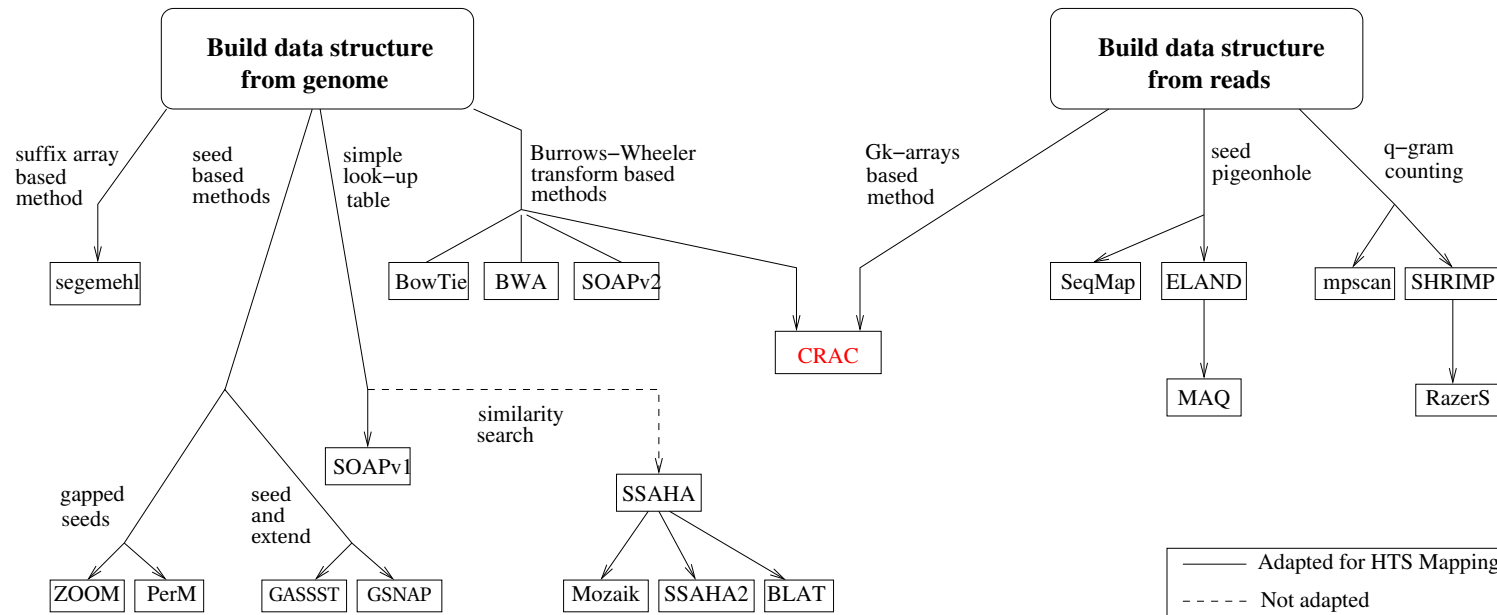 Build data structure
from genome
Build data structure
from reads
suffix array
based
method
seed
based
methods
simple
look−up
table
Burrows−Wheeler
transform based
methods
Gk−arrays
based
method
seed
pigeonhole
q−gram
counting
segemehl
BowTie
BWA
SOAPv2
SeqMap
ELAND
mpscan
SHRIMP
CRAC
MAQ
RazerS
similarity
search
SOAPv1
SSAHA
gapped
seeds
seed
and
extend
ZOOM
PerM
GASSST
GSNAP
Mozaik
SSAHA2
BLAT
Adapted for HTS Mapping
Not adapted